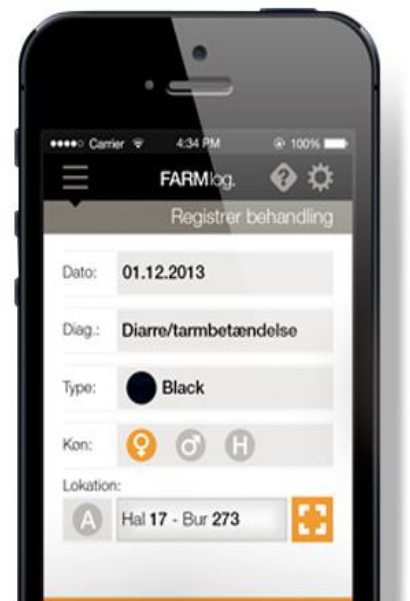 Carrier 4:34 PM 100%
FARMlog. ?
Registrer behandling
Dato: 01.12.2013
Diag.: Diarre/tarmbetændelse
Type: Black
Køn: H
Lokation:
A Hal 17 - Bur 273